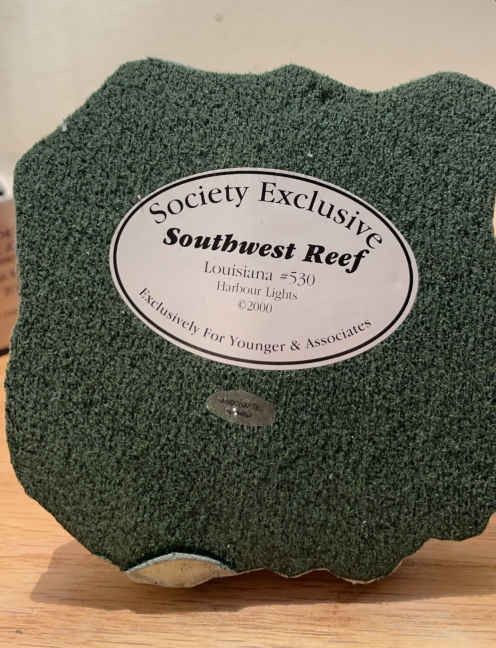 Society Exclusive
Southwest Reef
Louisiana #530
Harbour Lights
©2000
Exclusively For Younger & Associates